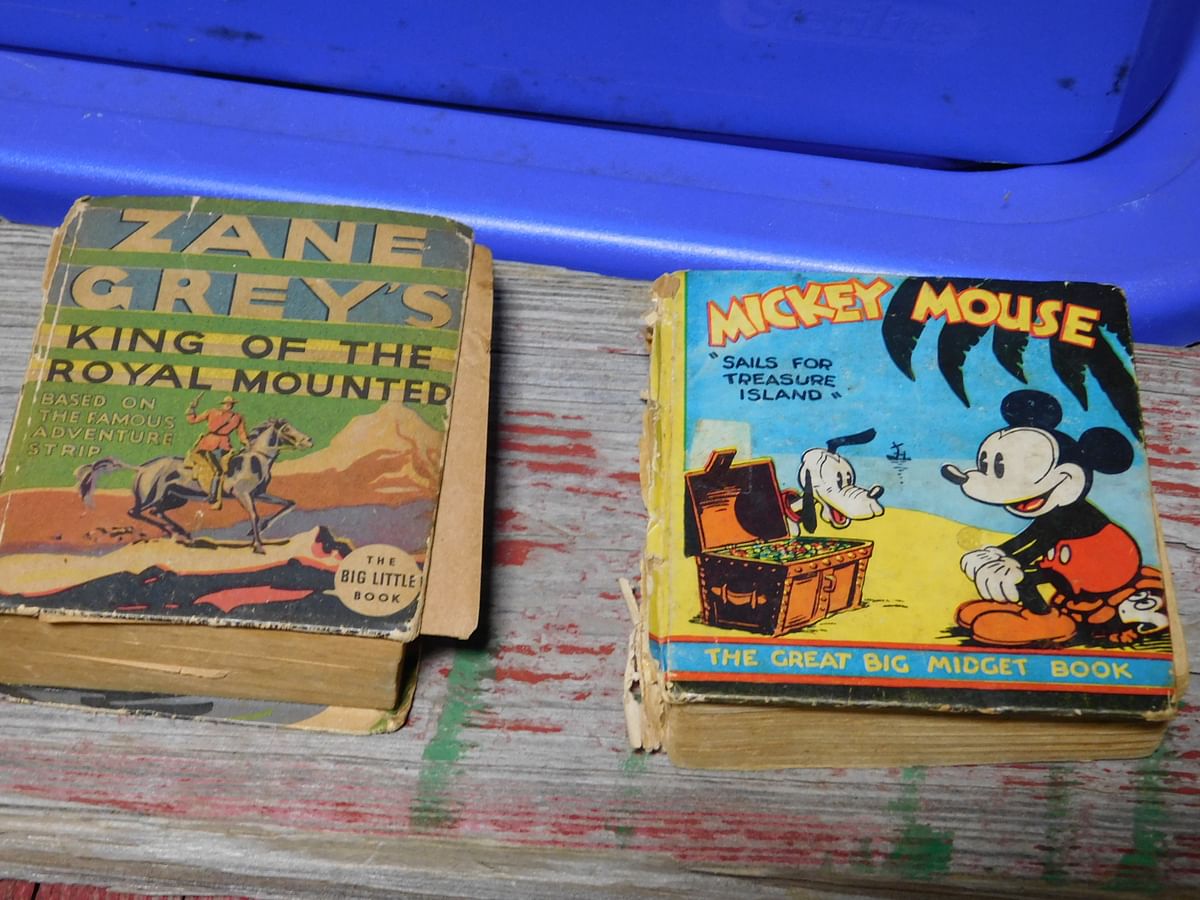 Sterilite
ZANE
GREY'S
KING OF THE
ROYAL MOUNTED
BASED ON
THE FAMOUS
ADVENTURE
STRIP
THE
BIG LITTLE
BOOK
MICKEY MOUSE
"SAILS FOR
TREASURE
ISLAND"
THE GREAT BIG MIDGET BOOK